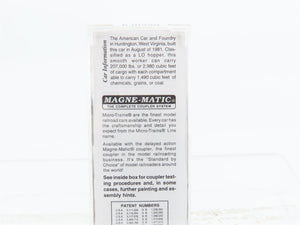 Car Information
The American Car and Foundry
in Huntington, West Virginia, built
this car in August of 1981. Clas-
sified as a LO hopper, this
smooth worker can carry
207,000 lbs. or 2,980 cubic feet
of cargo with each compartment
able to carry 1,490 cubic feet
of chemicals, grains, or coal.
MAGNE-MATIC®
THE COMPLETE COUPLER SYSTEM
Micro-Trains® are the finest model
railroad cars available. Every car has
the craftsmanship and detail you
expect from the Micro-Trains® Line
name.
Available with the delayed action
Magne-Matic® coupler, the finest
coupler in the model railroading
business. It's the "Standard by
Choice" of model railroaders around
the world!
See inside box for coupler test-
ing procedures and, in some
cases, further painting and as-
sembly hints.
PATENT NUMBERS